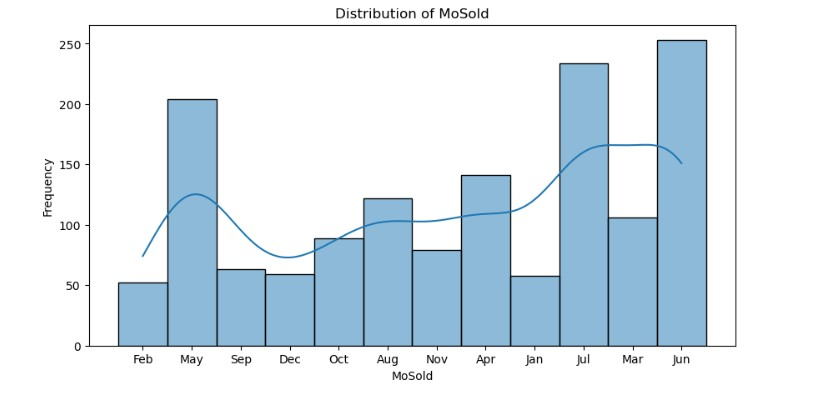 Distribution of MoSold
Frequency
250
200
150
100
50
0
Feb May Sep Dec Oct Aug Nov Apr Jan Jul Mar Jun
MoSold